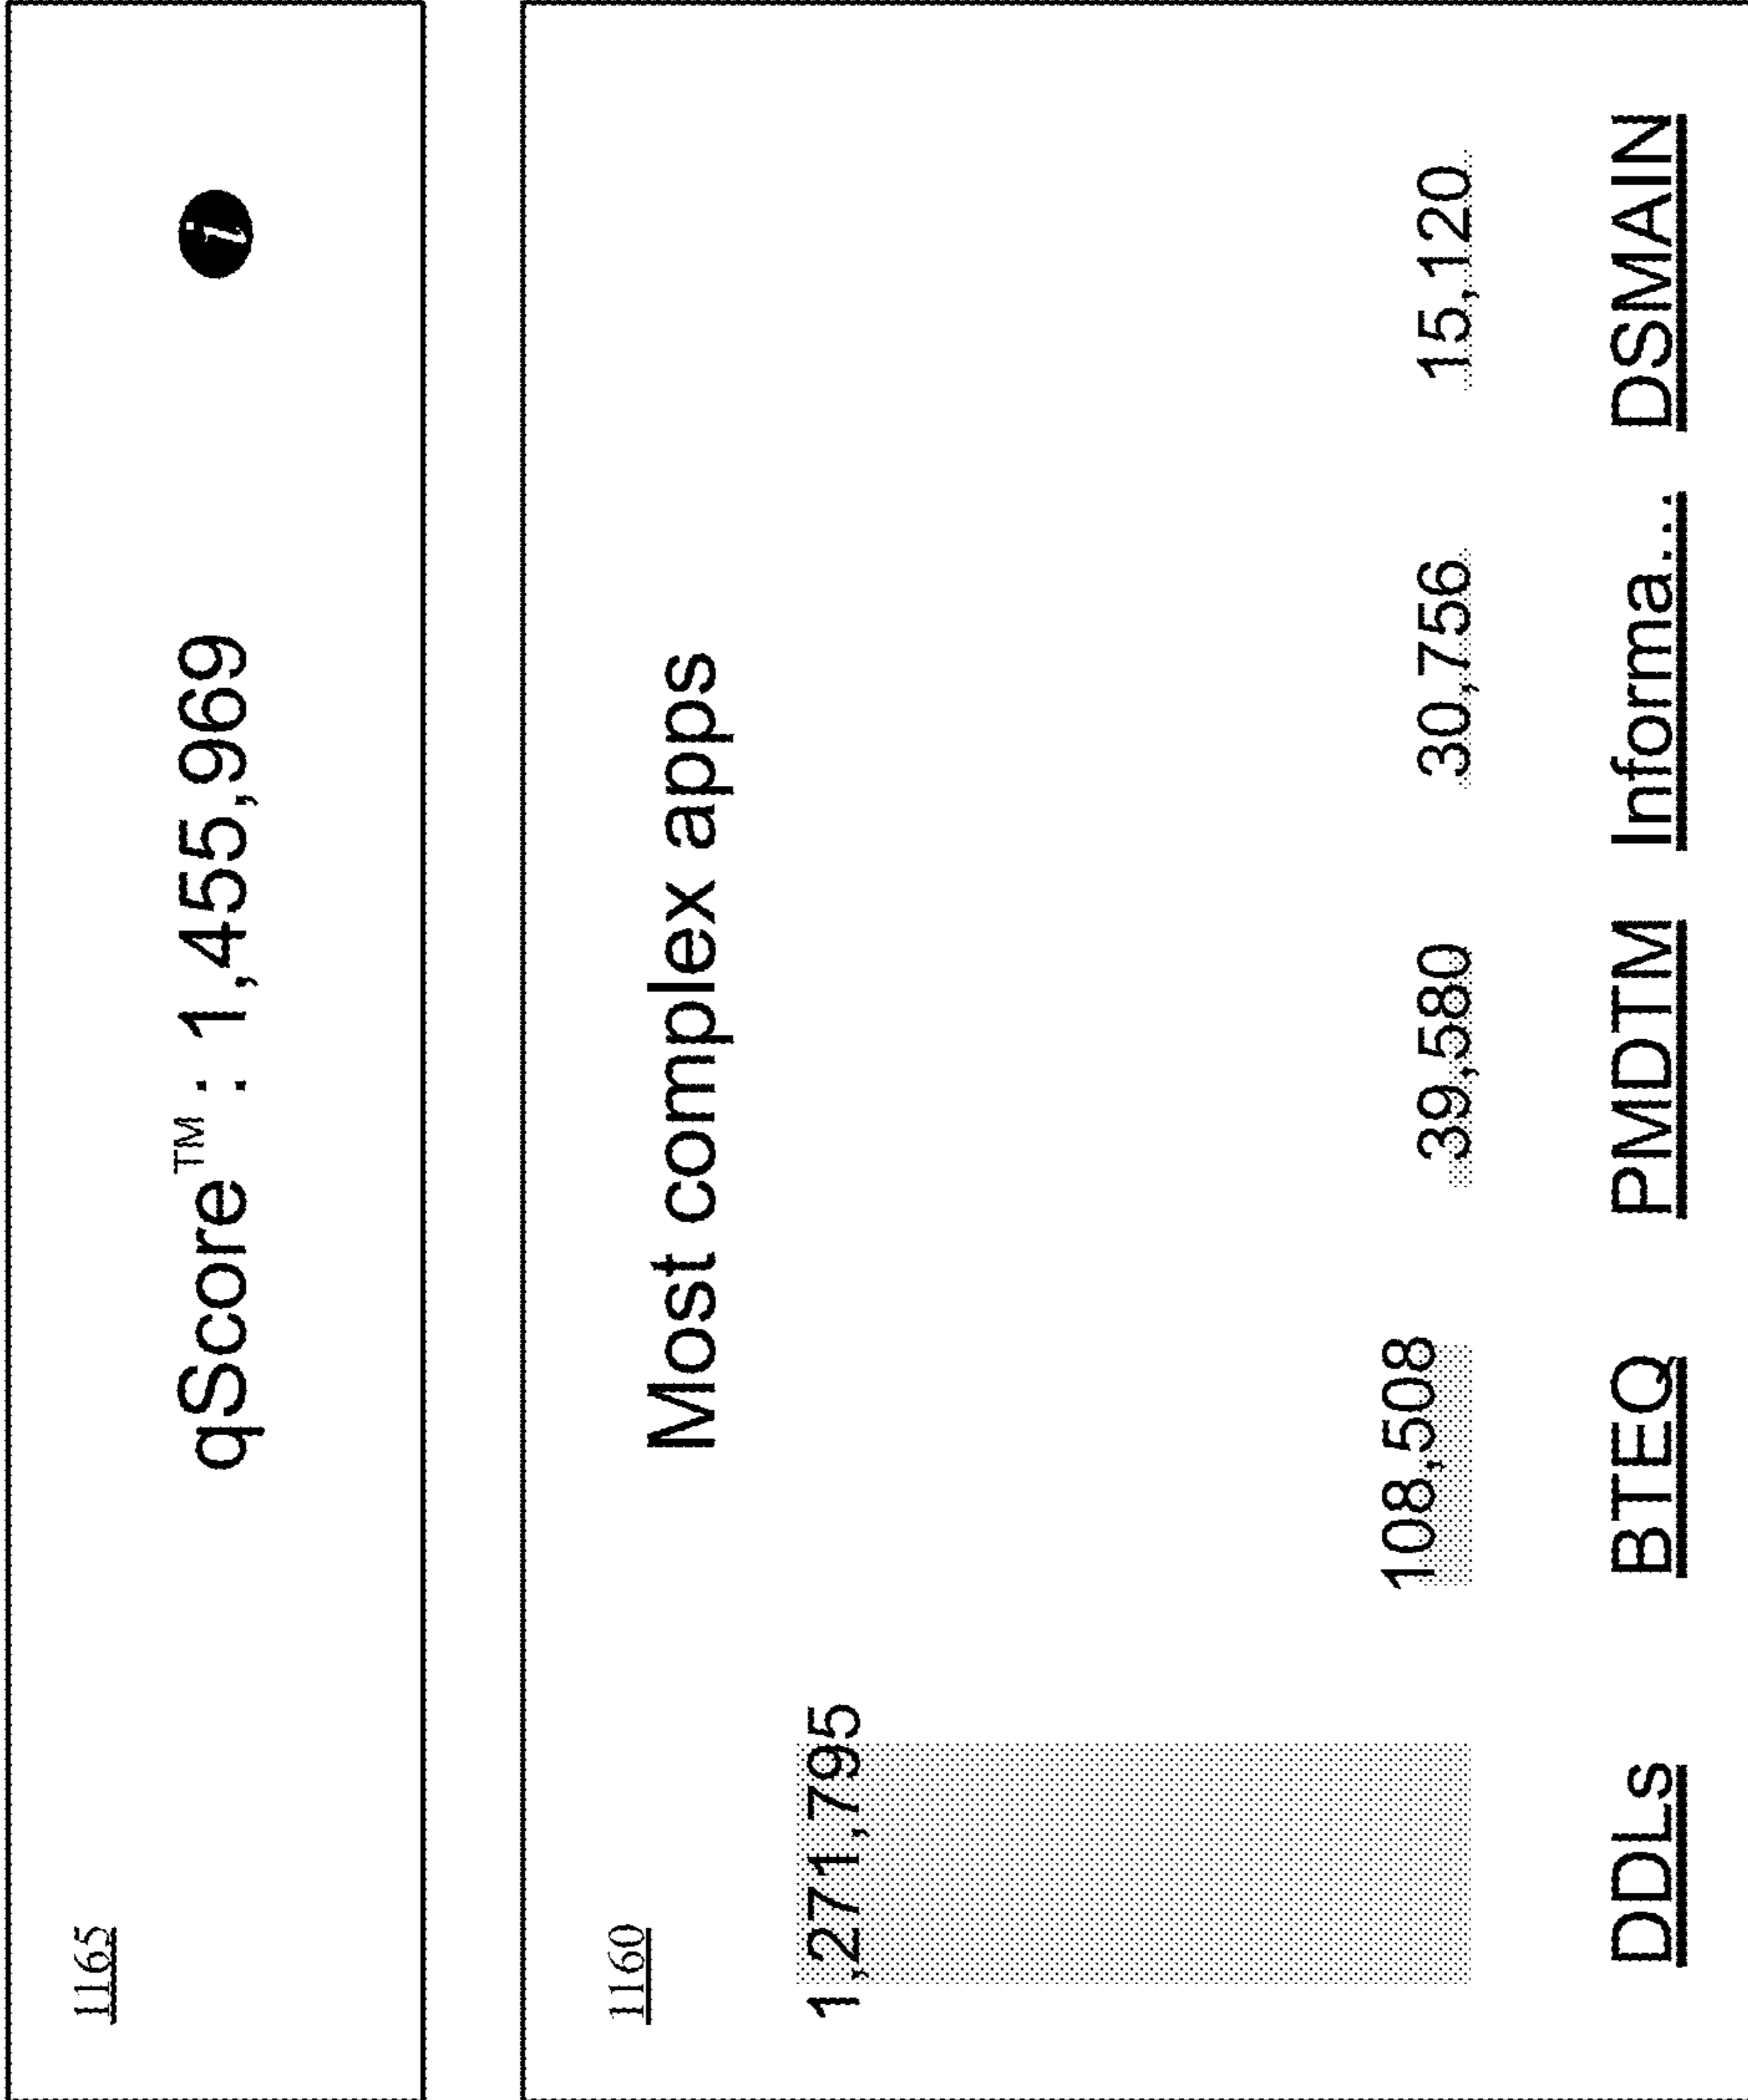 1165
qScore™: 1,455,969
i
1160
Most complex apps
1,271,795
108,508
39,580
30,756
15,120
DDLs BTEQ PMDTM Informa... DSMAIN